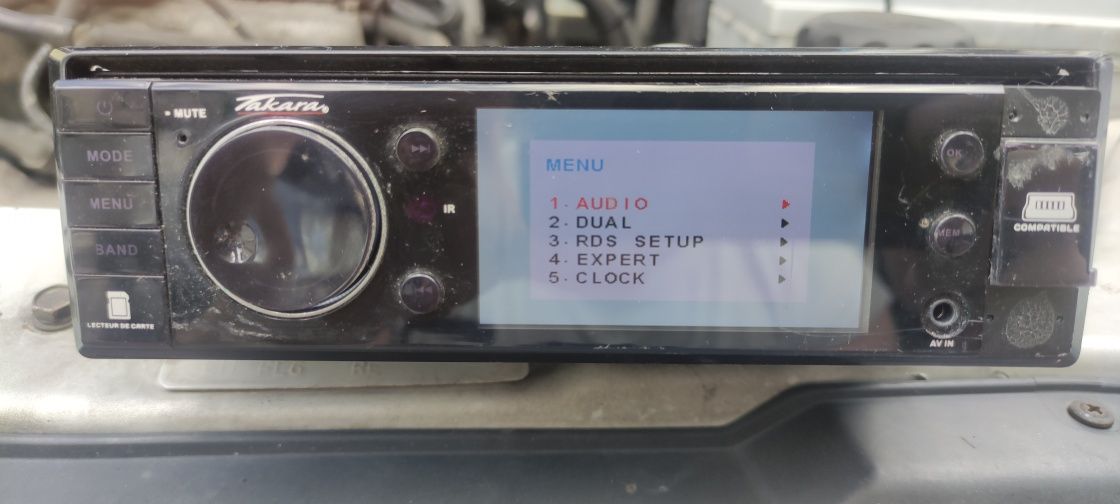 MUTE
Takara
MODE
MENU
BAND
LECTEUR DE CARTE
IR
MENU
1. AUDIO
2. DUAL
3. RDS SETUP
4. EXPERT
5. CLOCK
OK
MEM
AV IN
COMPATIBLE